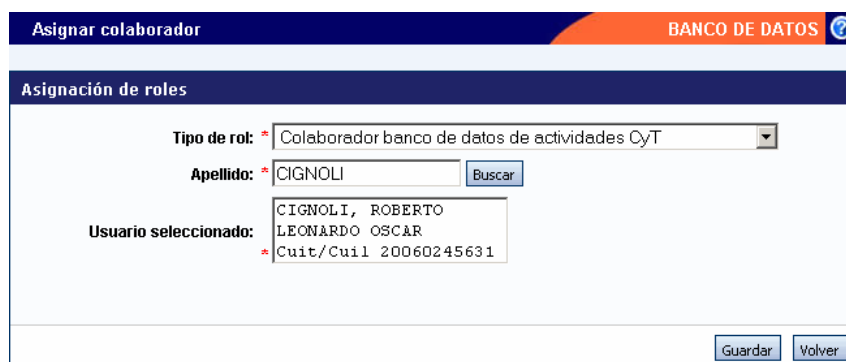 Asignar colaborador BANCO DE DATOS ?
Asignación de roles
Tipo de rol: * Colaborador banco de datos de actividades CyT
Apellido: * CIGNOLI Buscar
CIGNOLI, ROBERTO
Usuario seleccionado: LEONARDO OSCAR
* Cuit/Cuil 20060245631
Guardar Volver